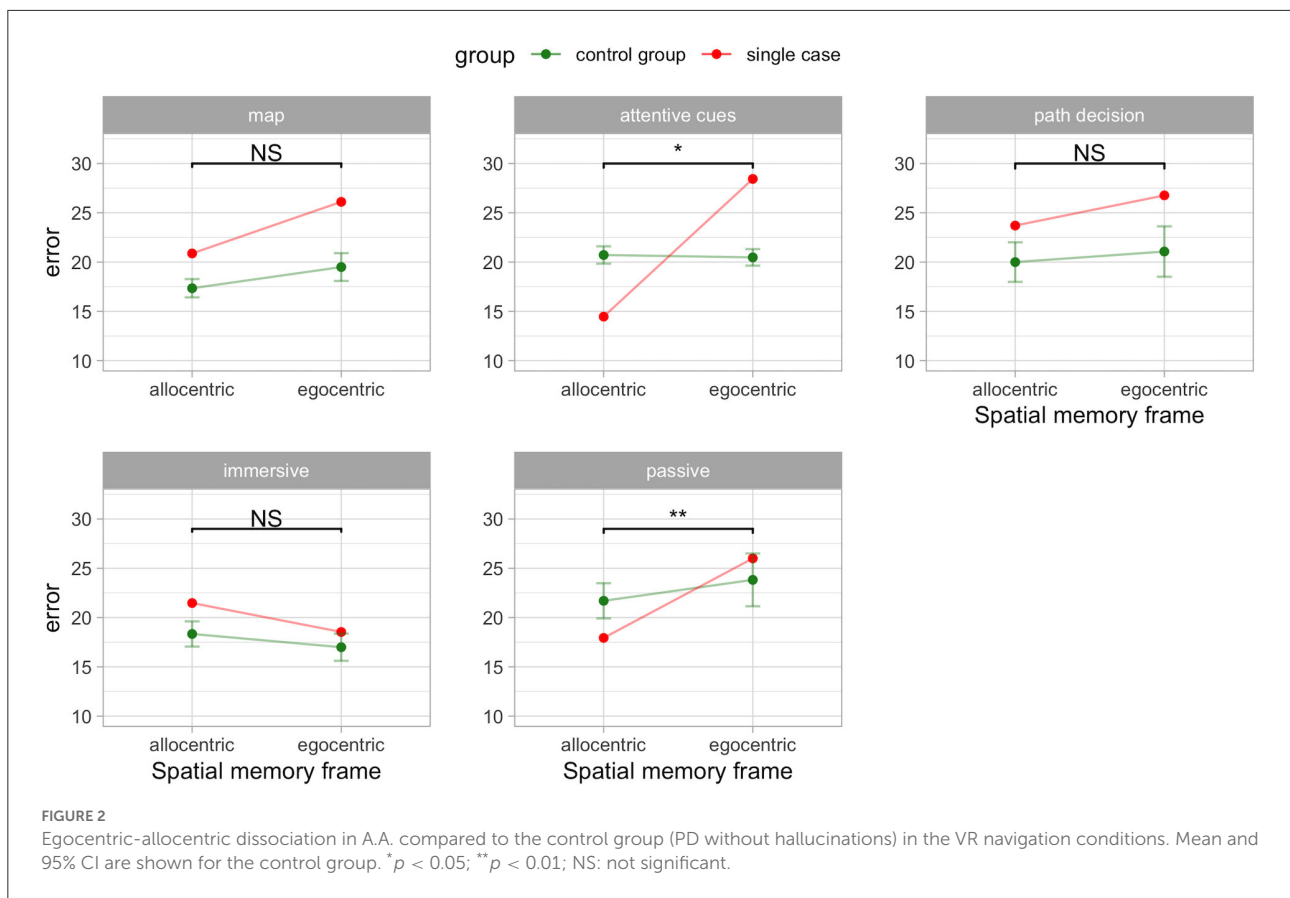 group control group single case
map
attentive cues
path decision
error
30
25
20
15
10
NS
*
NS
allocentric egocentric
allocentric egocentric
allocentric egocentric
Spatial memory frame
immersive
passive
error
30
25
20
15
10
NS
**
allocentric egocentric
allocentric egocentric
Spatial memory frame
Spatial memory frame
FIGURE 2
Egocentric-allocentric dissociation in A.A. compared to the control group (PD without hallucinations) in the VR navigation conditions. Mean and
95% CI are shown for the control group. *p < 0.05; **p < 0.01; NS: not significant.